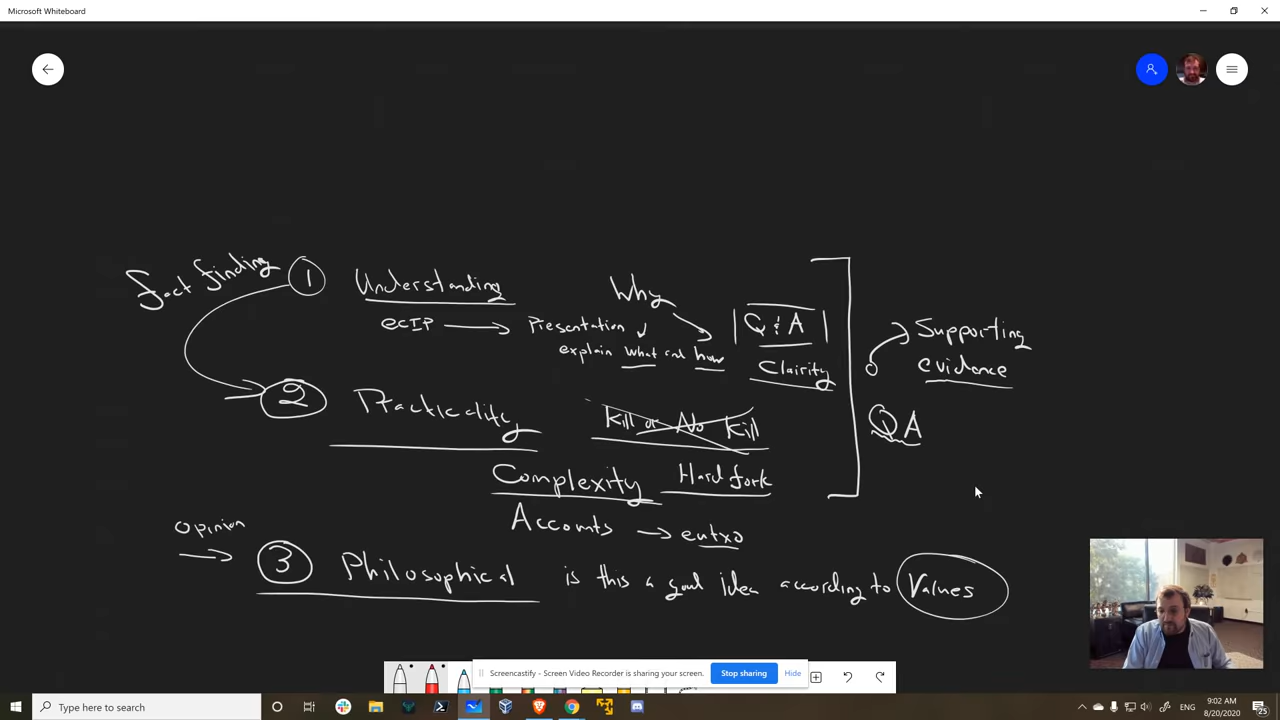 Microsoft Whiteboard
Fact finding
1 Understanding Why
ecIP → Presentation Q & A
explain what and how
Clairity
Supporting
evidence
2 Practicality Kill or No Kill
QA
Complexity Hard fork
Accounts → eutxo
Opinion
3 Philosophical is this a good idea according to Values
Screencastify - Screen Video Recorder is sharing your screen. Stop sharing Hide
Type here to search
ENG
9:02 AM
8/20/2020
25